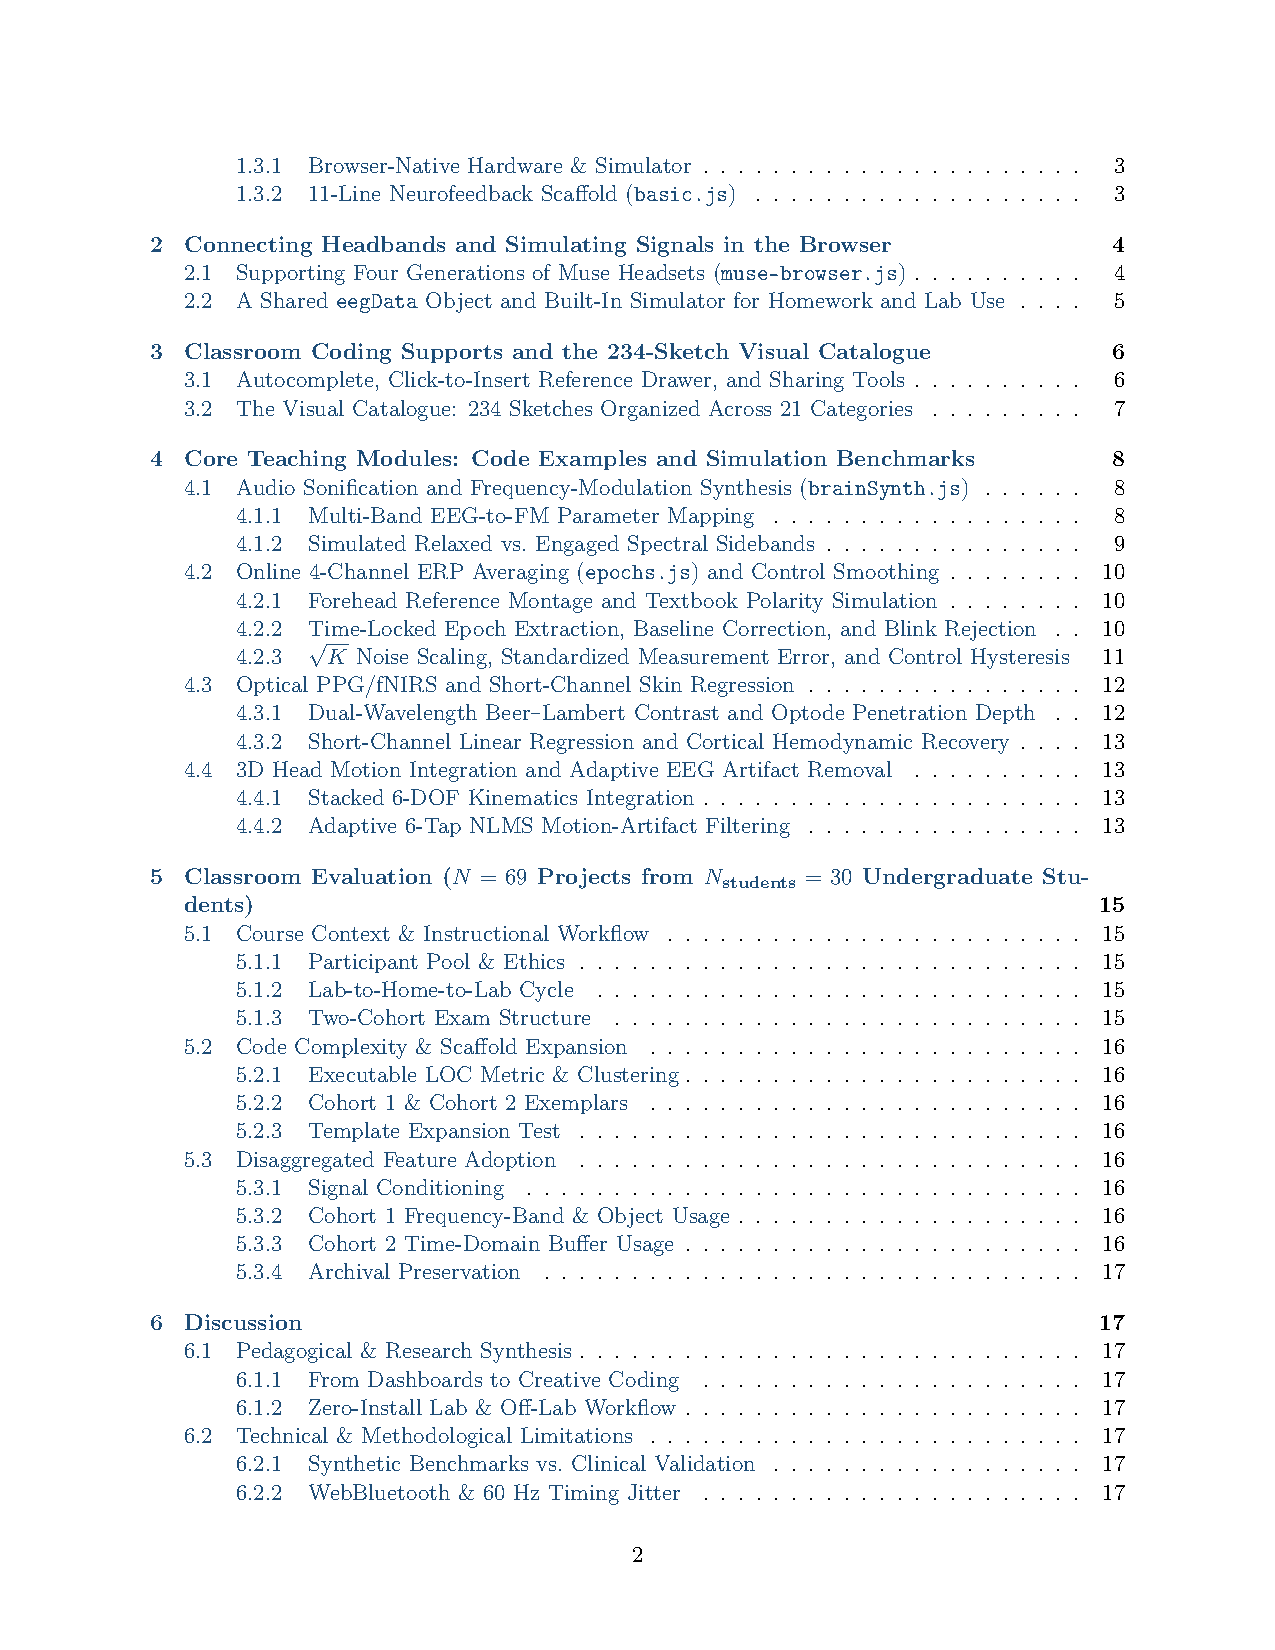 1.3.1 Browser-Native Hardware & Simulator . . . . . . . . . . . . . . . . . . . . . . 3
1.3.2 11-Line Neurofeedback Scaffold (basic.js) . . . . . . . . . . . . . . . . . . . 3
2 Connecting Headbands and Simulating Signals in the Browser 4
2.1 Supporting Four Generations of Muse Headsets (muse-browser.js) . . . . . . . . . . 4
2.2 A Shared eegData Object and Built-In Simulator for Homework and Lab Use . . . . 5
3 Classroom Coding Supports and the 234-Sketch Visual Catalogue 6
3.1 Autocomplete, Click-to-Insert Reference Drawer, and Sharing Tools . . . . . . . . . . 6
3.2 The Visual Catalogue: 234 Sketches Organized Across 21 Categories . . . . . . . . . 7
4 Core Teaching Modules: Code Examples and Simulation Benchmarks 8
4.1 Audio Sonification and Frequency-Modulation Synthesis (brainSynth.js) . . . . . . 8
4.1.1 Multi-Band EEG-to-FM Parameter Mapping . . . . . . . . . . . . . . . . . . 8
4.1.2 Simulated Relaxed vs. Engaged Spectral Sidebands . . . . . . . . . . . . . . . 9
4.2 Online 4-Channel ERP Averaging (epochs.js) and Control Smoothing . . . . . . . . 10
4.2.1 Forehead Reference Montage and Textbook Polarity Simulation . . . . . . . . 10
4.2.2 Time-Locked Epoch Extraction, Baseline Correction, and Blink Rejection . . 10
4.2.3 √K Noise Scaling, Standardized Measurement Error, and Control Hysteresis 11
4.3 Optical PPG/fNIRS and Short-Channel Skin Regression . . . . . . . . . . . . . . . . 12
4.3.1 Dual-Wavelength Beer–Lambert Contrast and Optode Penetration Depth . . 12
4.3.2 Short-Channel Linear Regression and Cortical Hemodynamic Recovery . . . . 13
4.4 3D Head Motion Integration and Adaptive EEG Artifact Removal . . . . . . . . . . 13
4.4.1 Stacked 6-DOF Kinematics Integration . . . . . . . . . . . . . . . . . . . . . . 13
4.4.2 Adaptive 6-Tap NLMS Motion-Artifact Filtering . . . . . . . . . . . . . . . . 13
5 Classroom Evaluation (N = 69 Projects from Nstudents = 30 Undergraduate Stu-
dents) 15
5.1 Course Context & Instructional Workflow . . . . . . . . . . . . . . . . . . . . . . . . 15
5.1.1 Participant Pool & Ethics . . . . . . . . . . . . . . . . . . . . . . . . . . . . . 15
5.1.2 Lab-to-Home-to-Lab Cycle . . . . . . . . . . . . . . . . . . . . . . . . . . . . 15
5.1.3 Two-Cohort Exam Structure . . . . . . . . . . . . . . . . . . . . . . . . . . . 15
5.2 Code Complexity & Scaffold Expansion . . . . . . . . . . . . . . . . . . . . . . . . . 16
5.2.1 Executable LOC Metric & Clustering . . . . . . . . . . . . . . . . . . . . . . . 16
5.2.2 Cohort 1 & Cohort 2 Exemplars . . . . . . . . . . . . . . . . . . . . . . . . . 16
5.2.3 Template Expansion Test . . . . . . . . . . . . . . . . . . . . . . . . . . . . . 16
5.3 Disaggregated Feature Adoption . . . . . . . . . . . . . . . . . . . . . . . . . . . . . 16
5.3.1 Signal Conditioning . . . . . . . . . . . . . . . . . . . . . . . . . . . . . . . . 16
5.3.2 Cohort 1 Frequency-Band & Object Usage . . . . . . . . . . . . . . . . . . . . 16
5.3.3 Cohort 2 Time-Domain Buffer Usage . . . . . . . . . . . . . . . . . . . . . . . 16
5.3.4 Archival Preservation . . . . . . . . . . . . . . . . . . . . . . . . . . . . . . . 17
6 Discussion 17
6.1 Pedagogical & Research Synthesis . . . . . . . . . . . . . . . . . . . . . . . . . . . . . 17
6.1.1 From Dashboards to Creative Coding . . . . . . . . . . . . . . . . . . . . . . 17
6.1.2 Zero-Install Lab & Off-Lab Workflow . . . . . . . . . . . . . . . . . . . . . . . 17
6.2 Technical & Methodological Limitations . . . . . . . . . . . . . . . . . . . . . . . . . 17
6.2.1 Synthetic Benchmarks vs. Clinical Validation . . . . . . . . . . . . . . . . . . 17
6.2.2 WebBluetooth & 60 Hz Timing Jitter . . . . . . . . . . . . . . . . . . . . . . 17
2